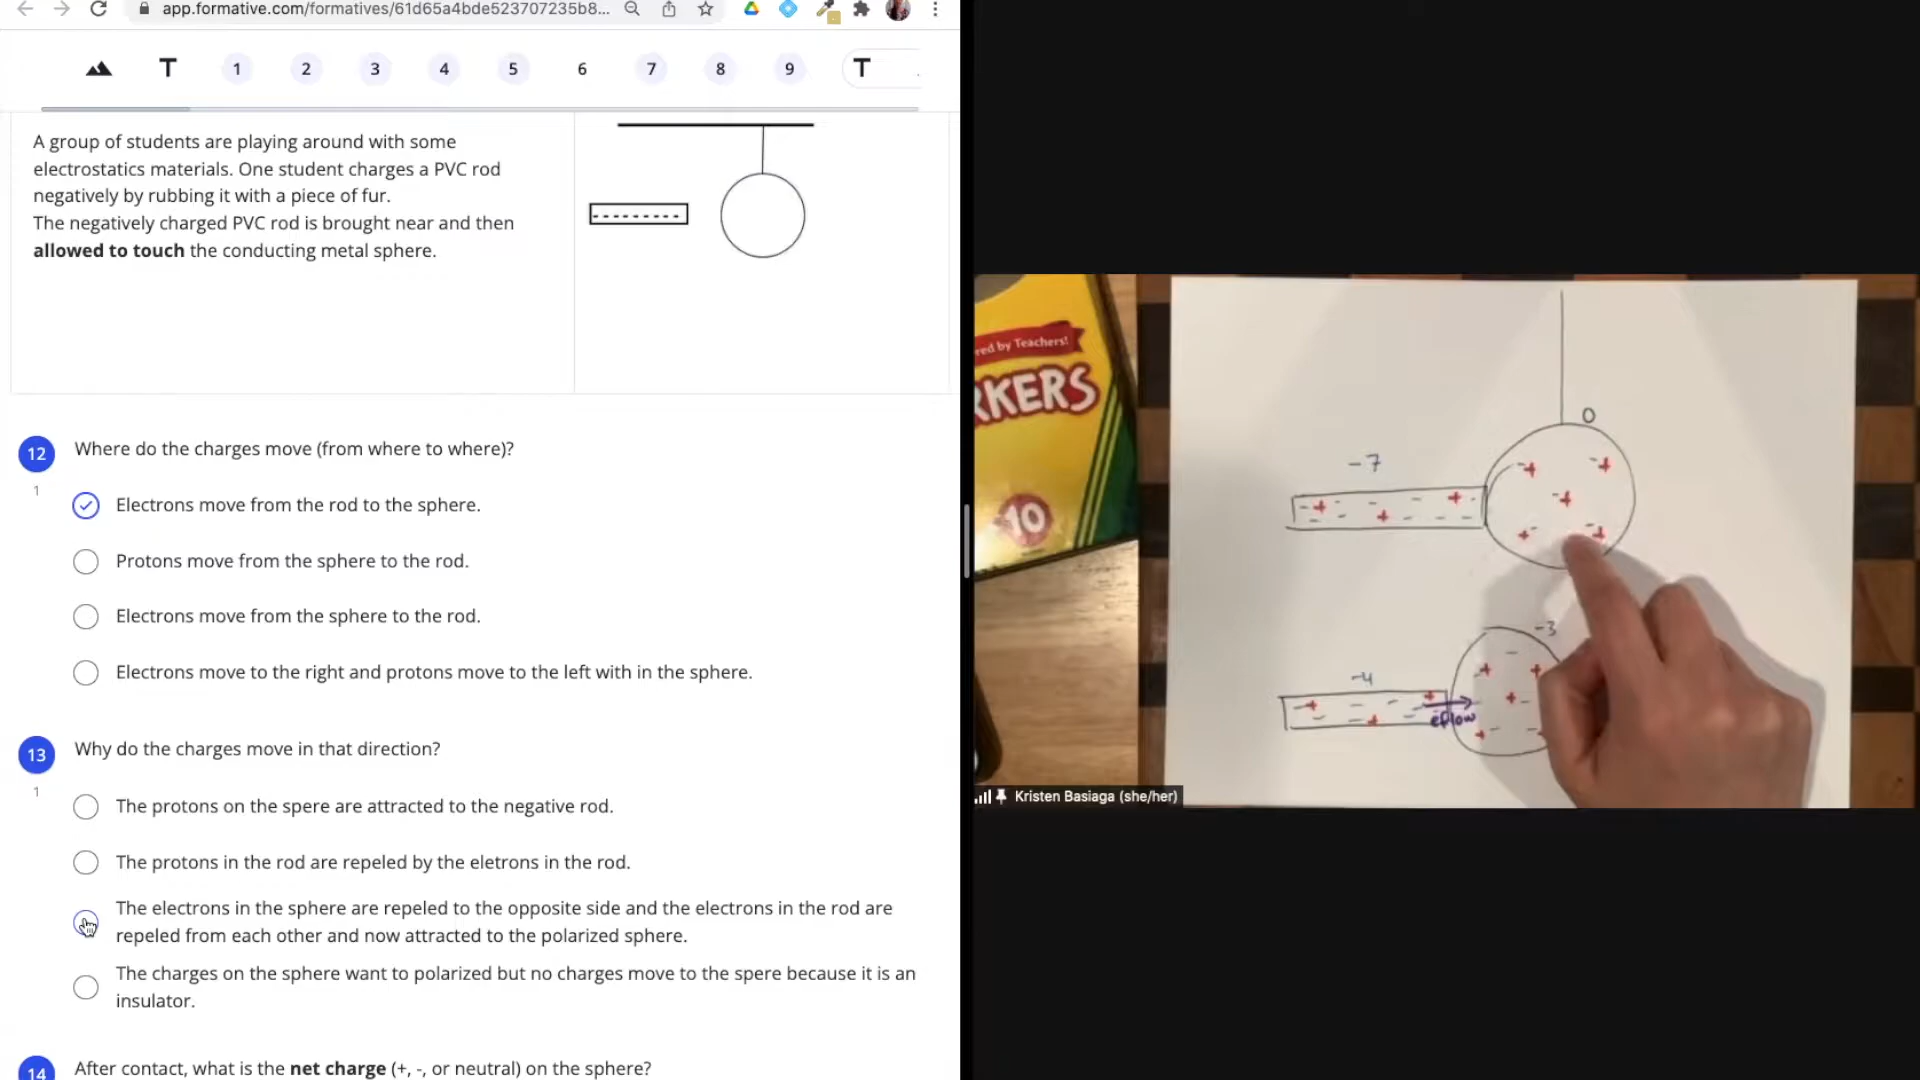 app.formative.com/formatives/61d65a4bde523707235b8...
T 1 2 3 4 5 6 7 8 9 T
A group of students are playing around with some
electrostatics materials. One student charges a PVC rod
negatively by rubbing it with a piece of fur.
The negatively charged PVC rod is brought near and then
allowed to touch the conducting metal sphere.
12 Where do the charges move (from where to where)?
1
Electrons move from the rod to the sphere.
Protons move from the sphere to the rod.
Electrons move from the sphere to the rod.
Electrons move to the right and protons move to the left with in the sphere.
13 Why do the charges move in that direction?
1
The protons on the spere are attracted to the negative rod.
The protons in the rod are repeled by the eletrons in the rod.
The electrons in the sphere are repeled to the opposite side and the electrons in the rod are
repeled from each other and now attracted to the polarized sphere.
The charges on the sphere want to polarized but no charges move to the spere because it is an
insulator.
14 After contact, what is the net charge (+, -, or neutral) on the sphere?
red by Teachers!
RKERS
10
0
-7
-3
-4
e⁻flow
Kristen Basiaga (she/her)